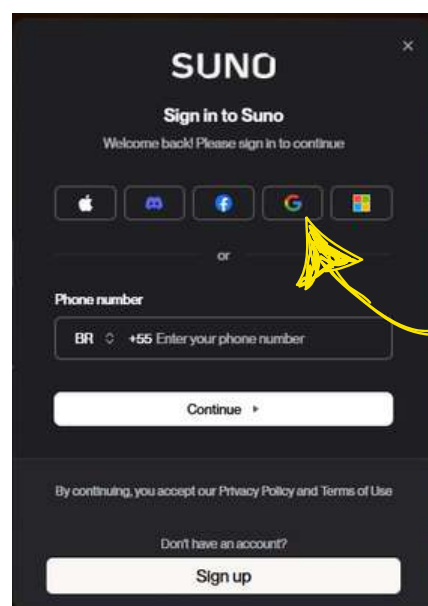 SUNO
Sign in to Suno
Welcome back! Please sign in to continue
or
Phone number
BR +55 Enter your phone number
Continue
By continuing, you accept our Privacy Policy and Terms of Use
Don't have an account?
Sign up